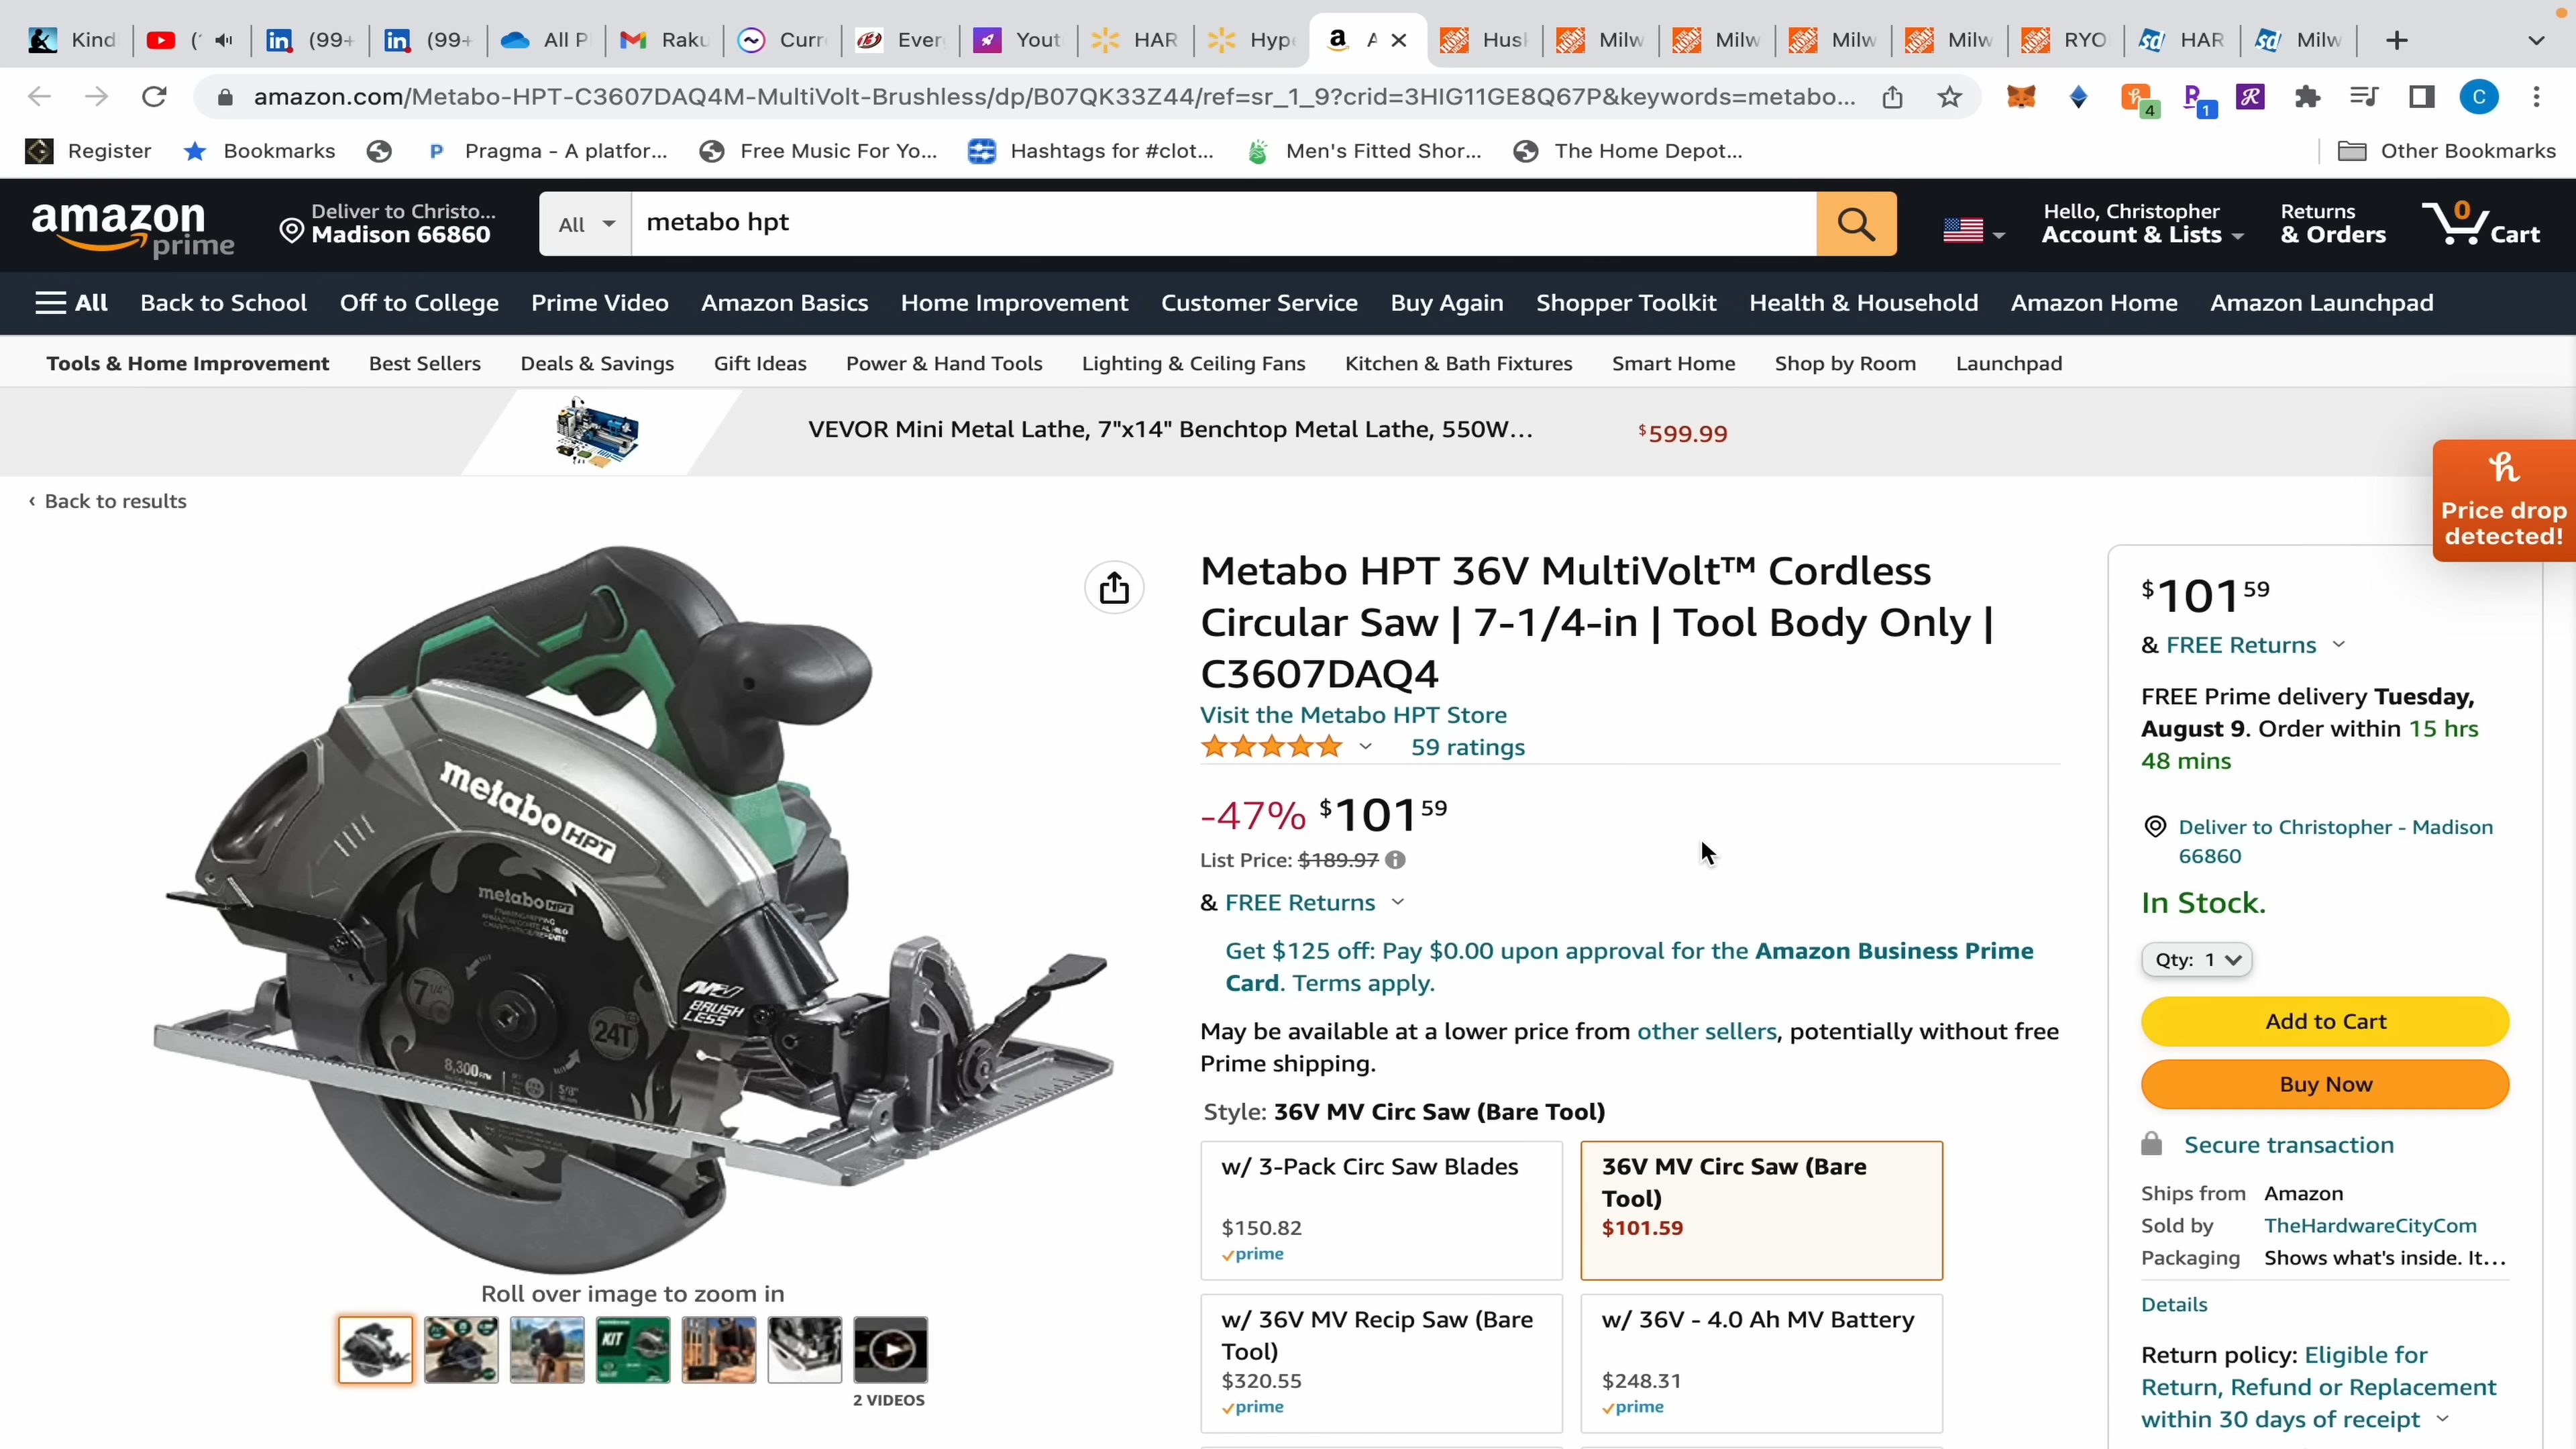 Kind
(99+
(99+
All P
Raku
Curr
Ever
Yout
HAR
Hype
A
Husk
Milw
Milw
Milw
Milw
RYO
HAR
Milw
amazon.com/Metabo-HPT-C3607DAQ4M-MultiVolt-Brushless/dp/B07QK33Z44/ref=sr_1_9?crid=3HIG11GE8Q67P&keywords=metabo...
4
1
C
Register
Bookmarks
Pragma - A platfor...
Free Music For Yo...
Hashtags for #clot...
Men's Fitted Shor...
The Home Depot...
Other Bookmarks
amazon
prime
Deliver to Christo...
Madison 66860
All
metabo hpt
Hello, Christopher
Account & Lists
Returns
& Orders
0
Cart
All
Back to School
Off to College
Prime Video
Amazon Basics
Home Improvement
Customer Service
Buy Again
Shopper Toolkit
Health & Household
Amazon Home
Amazon Launchpad
Tools & Home Improvement
Best Sellers
Deals & Savings
Gift Ideas
Power & Hand Tools
Lighting & Ceiling Fans
Kitchen & Bath Fixtures
Smart Home
Shop by Room
Launchpad
VEVOR Mini Metal Lathe, 7"x14" Benchtop Metal Lathe, 550W...
$599.99
Price drop
detected!
‹ Back to results
metabo HPT
metabo HPT
7 1/4"
24T
8,300
5/8"
BRUSH
LESS
Roll over image to zoom in
KIT
2 VIDEOS
Metabo HPT 36V MultiVolt™ Cordless
Circular Saw | 7-1/4-in | Tool Body Only |
C3607DAQ4
Visit the Metabo HPT Store
59 ratings
-47% $101 59
List Price: $189.97
& FREE Returns
Get $125 off: Pay $0.00 upon approval for the Amazon Business Prime
Card. Terms apply.
May be available at a lower price from other sellers, potentially without free
Prime shipping.
Style: 36V MV Circ Saw (Bare Tool)
w/ 3-Pack Circ Saw Blades
$150.82
prime
36V MV Circ Saw (Bare
Tool)
$101.59
w/ 36V MV Recip Saw (Bare
Tool)
$320.55
prime
w/ 36V - 4.0 Ah MV Battery
$248.31
prime
$101 59
& FREE Returns
FREE Prime delivery Tuesday,
August 9. Order within 15 hrs
48 mins
Deliver to Christopher - Madison
66860
In Stock.
Qty: 1
Add to Cart
Buy Now
Secure transaction
Ships from Amazon
Sold by TheHardwareCityCom
Packaging Shows what's inside. It...
Details
Return policy: Eligible for
Return, Refund or Replacement
within 30 days of receipt